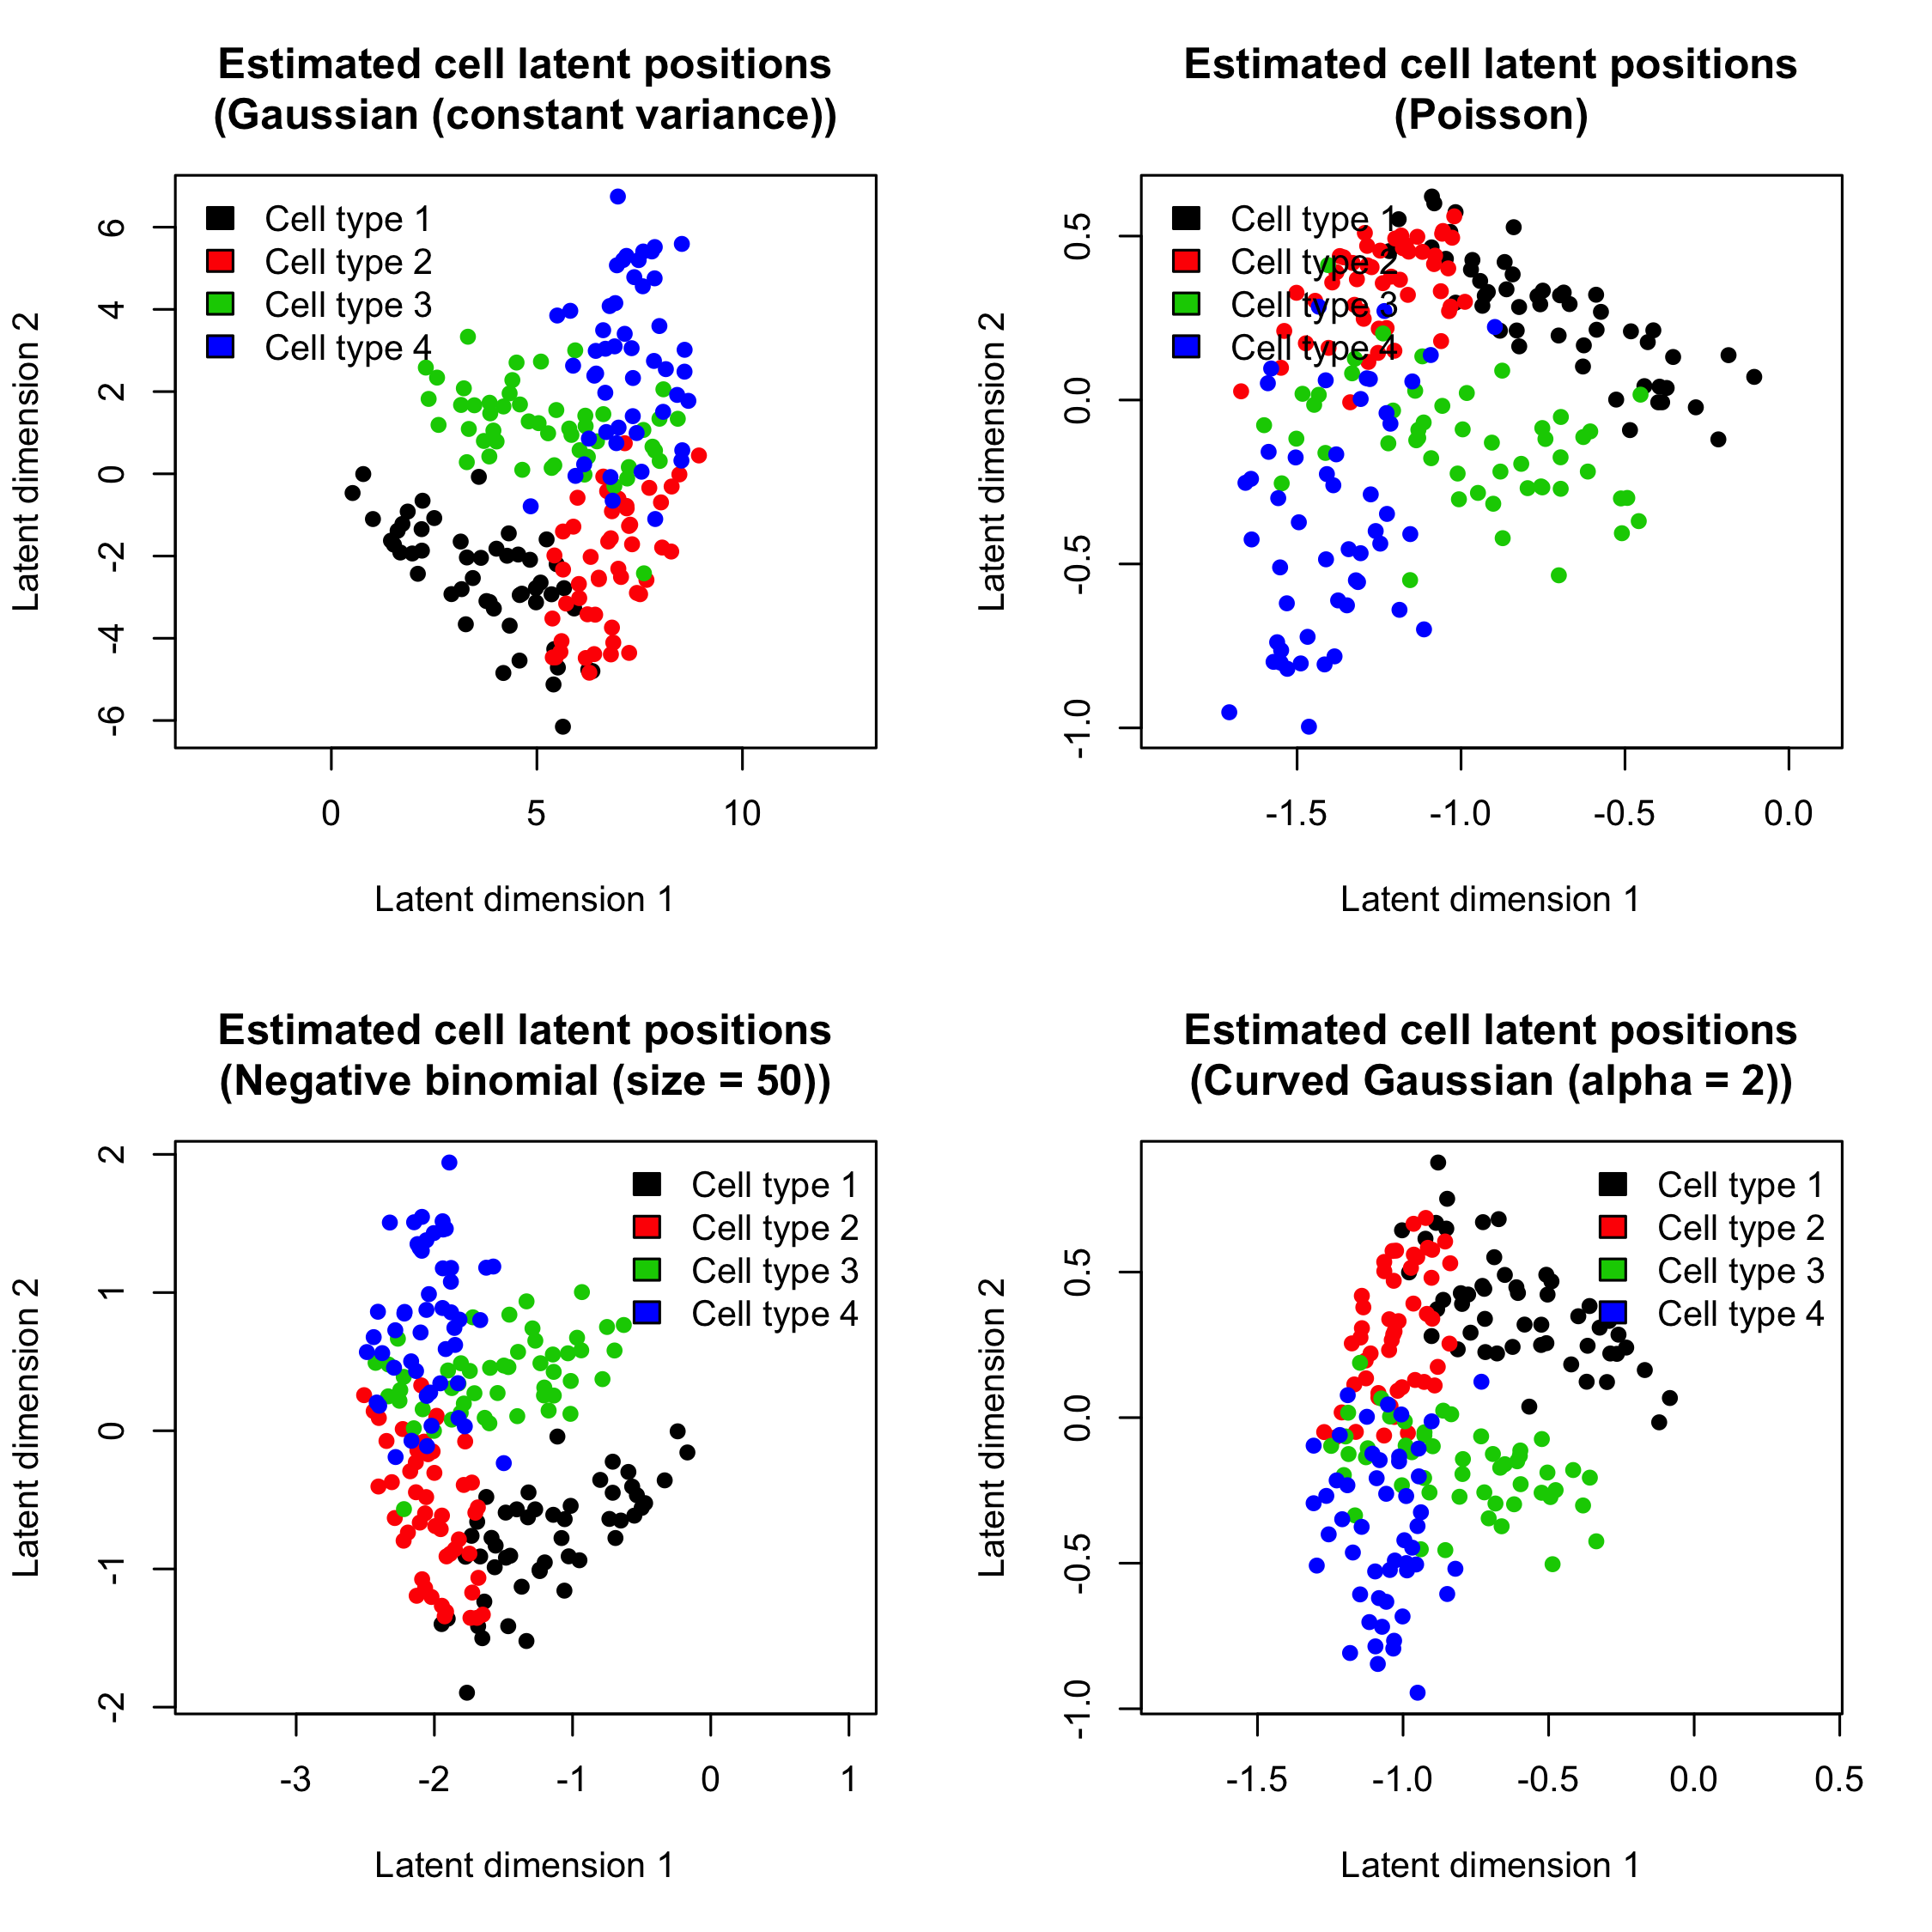 Estimated cell latent positions
(Gaussian (constant variance))
Latent dimension 2
6
4
2
0
-2
-4
-6
Cell type 1
Cell type 2
Cell type 3
Cell type 4
0
5
10
Latent dimension 1
Estimated cell latent positions
(Poisson)
Latent dimension 2
0.5
0.0
-0.5
-1.0
Cell type 1
Cell type 2
Cell type 3
Cell type 4
-1.5
-1.0
-0.5
0.0
Latent dimension 1
Estimated cell latent positions
(Negative binomial (size = 50))
Latent dimension 2
2
1
0
-1
-2
Cell type 1
Cell type 2
Cell type 3
Cell type 4
-3
-2
-1
0
1
Latent dimension 1
Estimated cell latent positions
(Curved Gaussian (alpha = 2))
Latent dimension 2
0.5
0.0
-0.5
-1.0
Cell type 1
Cell type 2
Cell type 3
Cell type 4
-1.5
-1.0
-0.5
0.0
0.5
Latent dimension 1